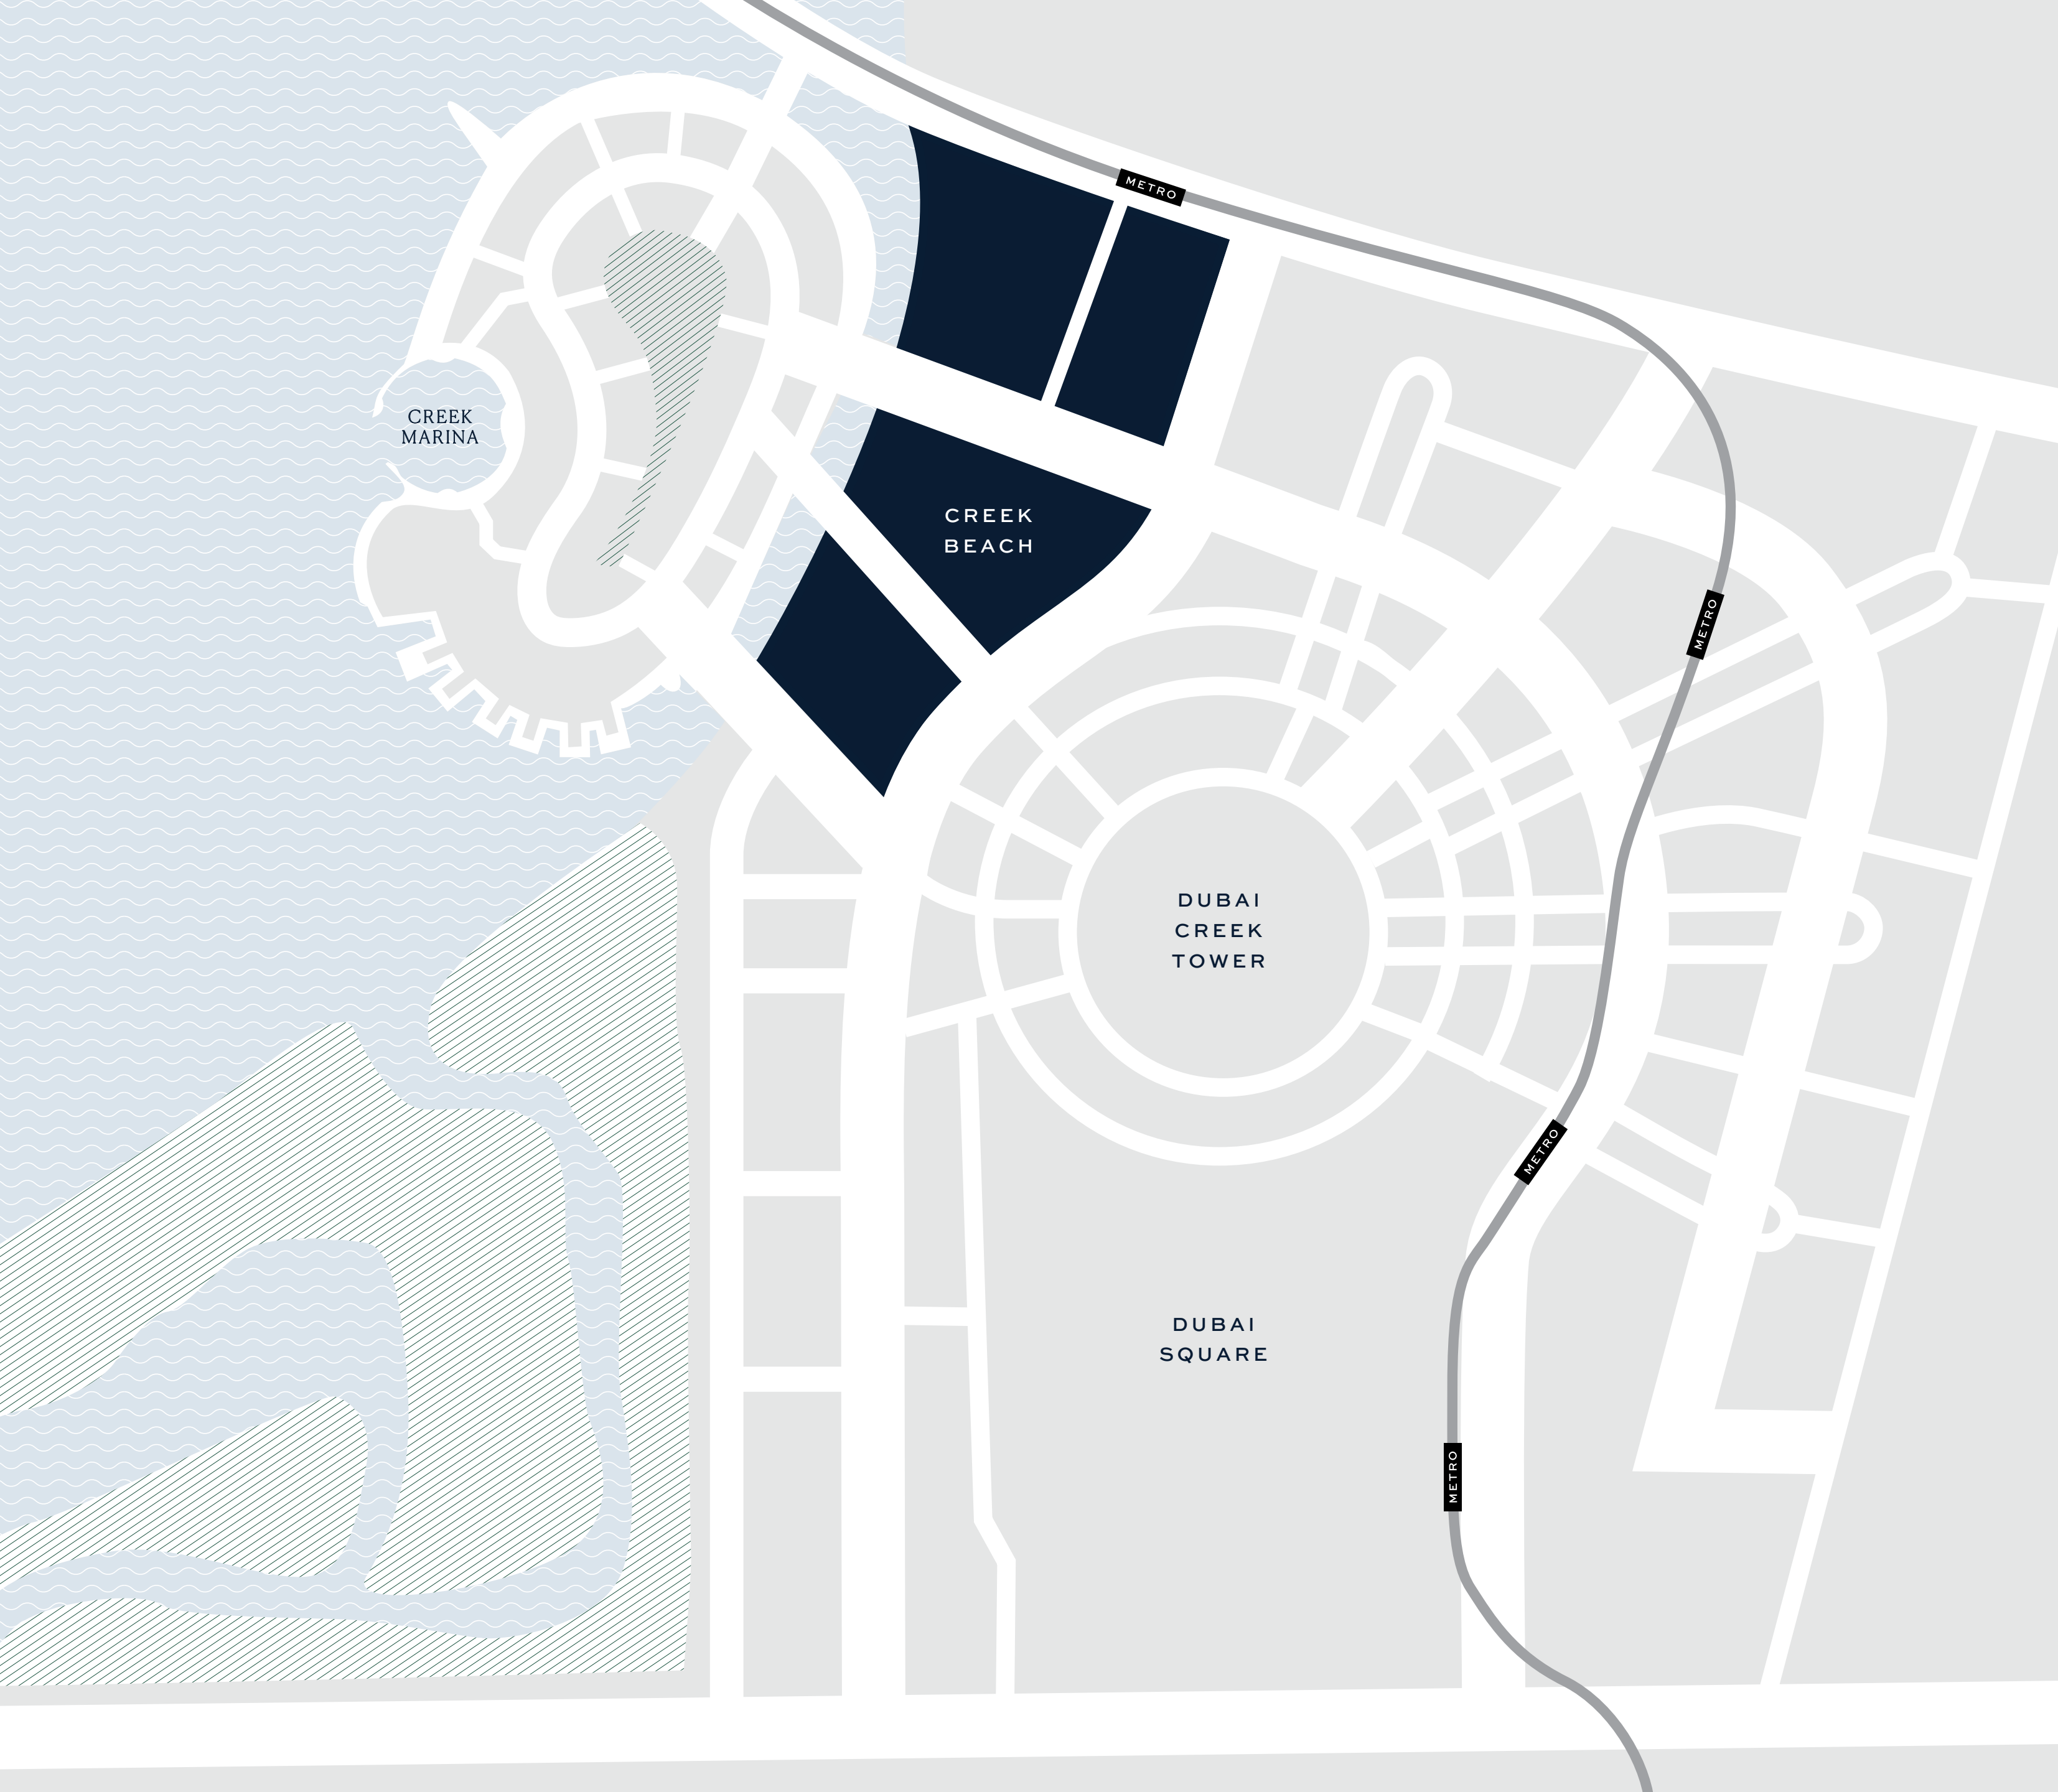 METRO
CREEK
MARINA
CREEK
BEACH
METRO
DUBAI
CREEK
TOWER
METRO
DUBAI
SQUARE
METRO